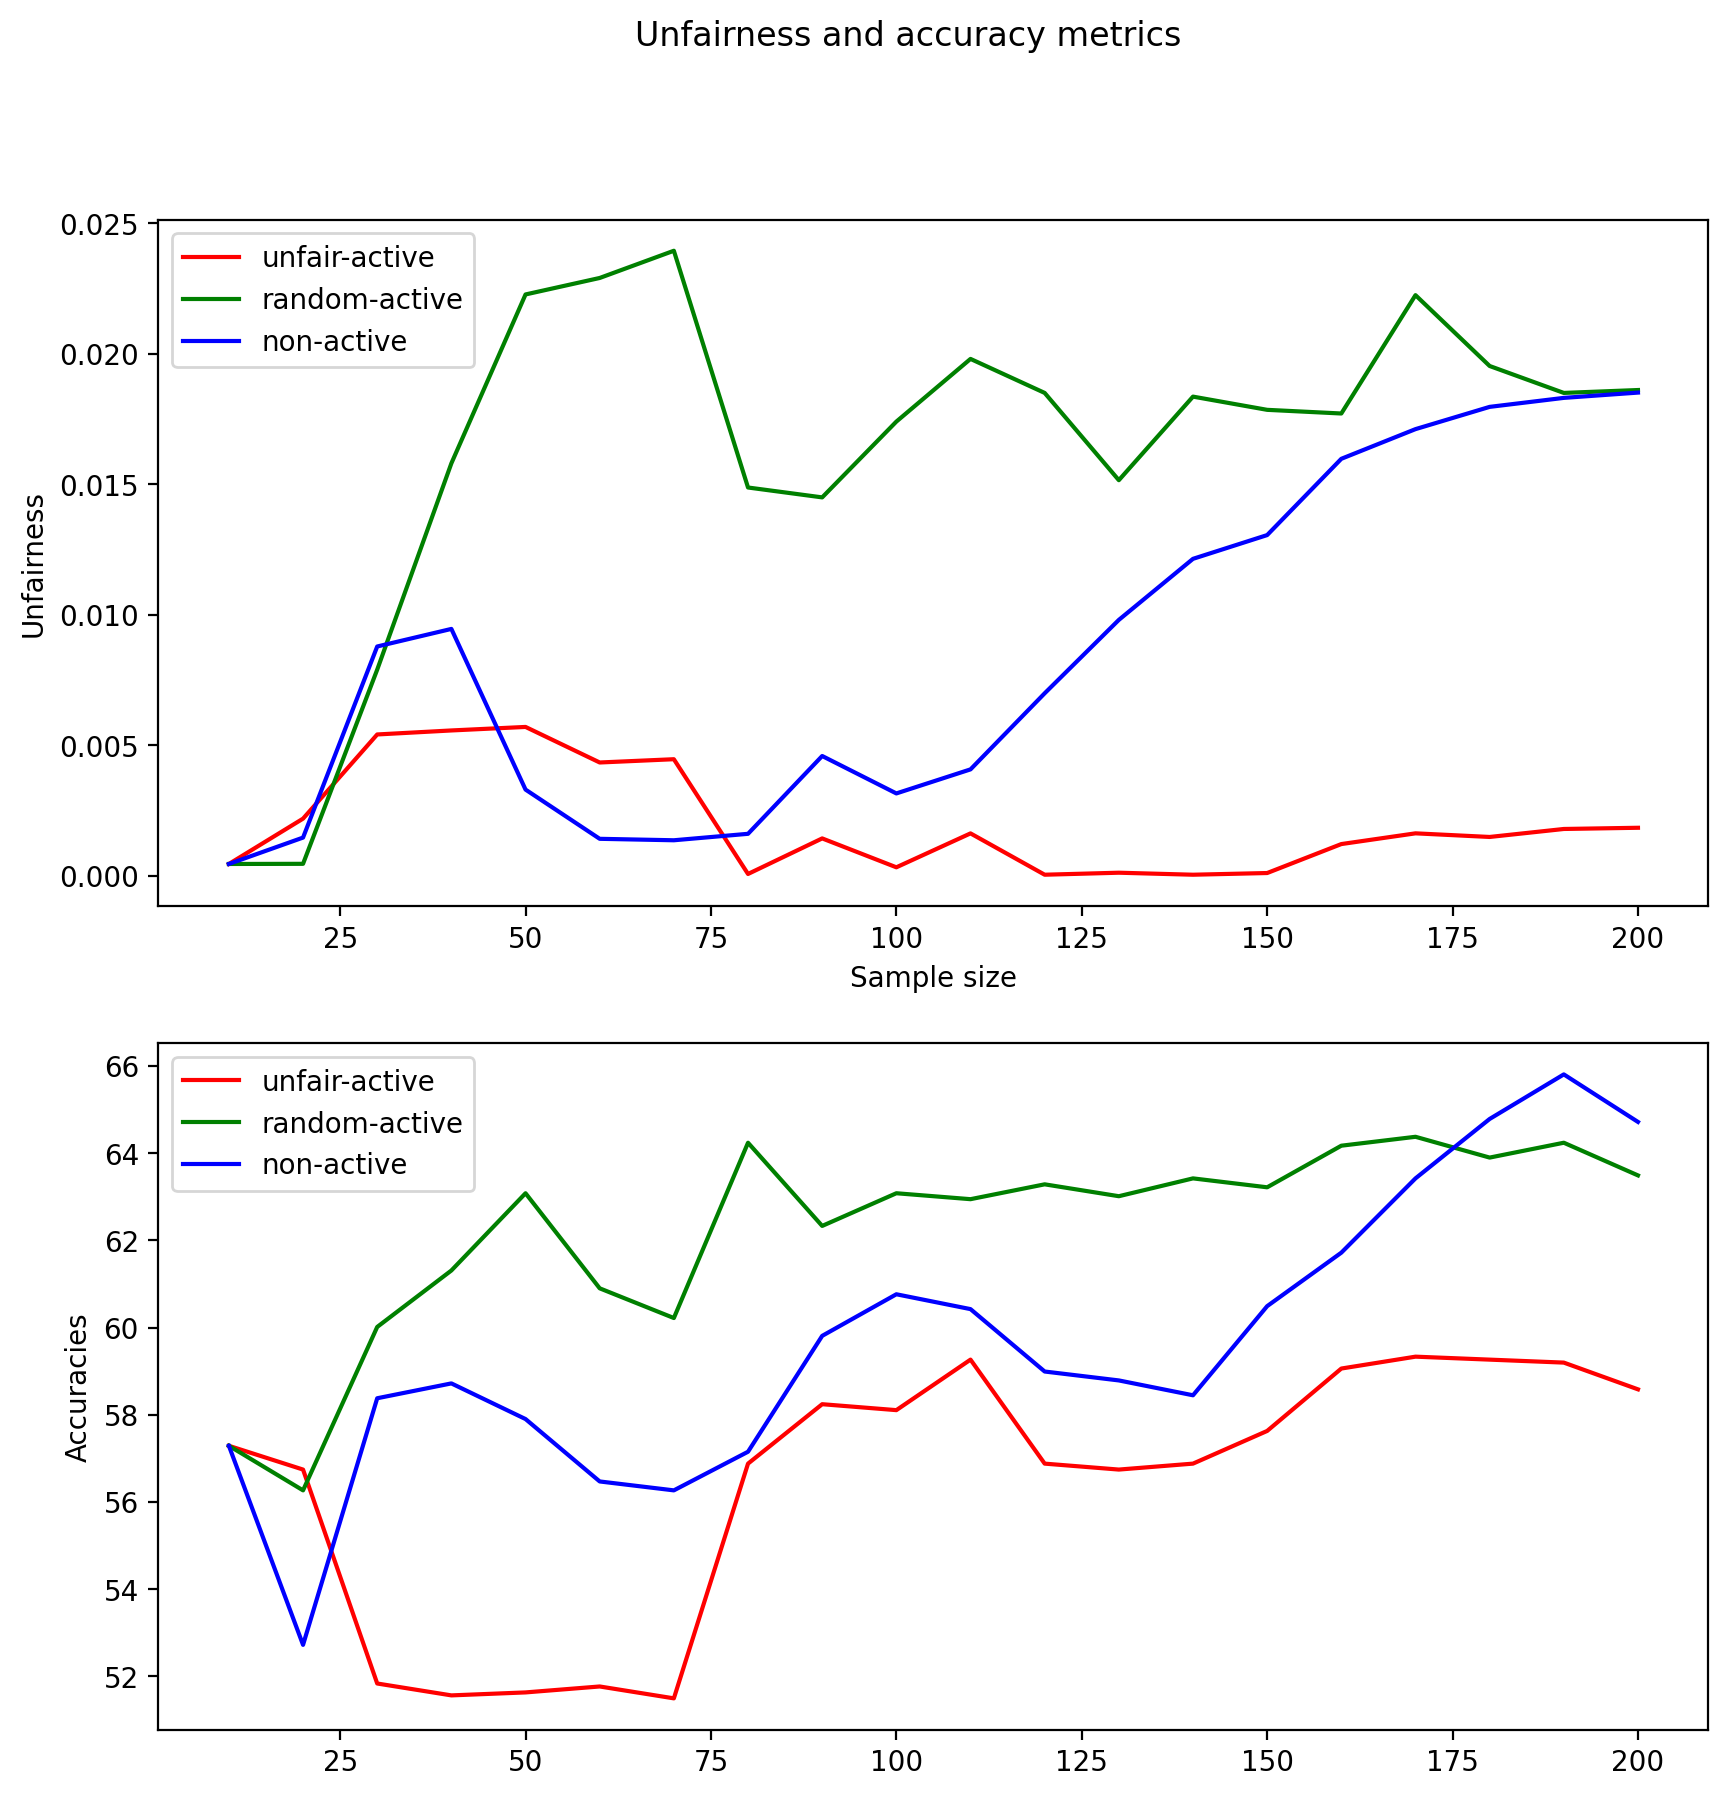 Unfairness and accuracy metrics
0.025
0.020
0.015
0.010
0.005
0.000
Unfairness
unfair-active
random-active
non-active
25 50 75 100 125 150 175 200
Sample size
66
64
62
60
58
56
54
52
Accuracies
unfair-active
random-active
non-active
25 50 75 100 125 150 175 200